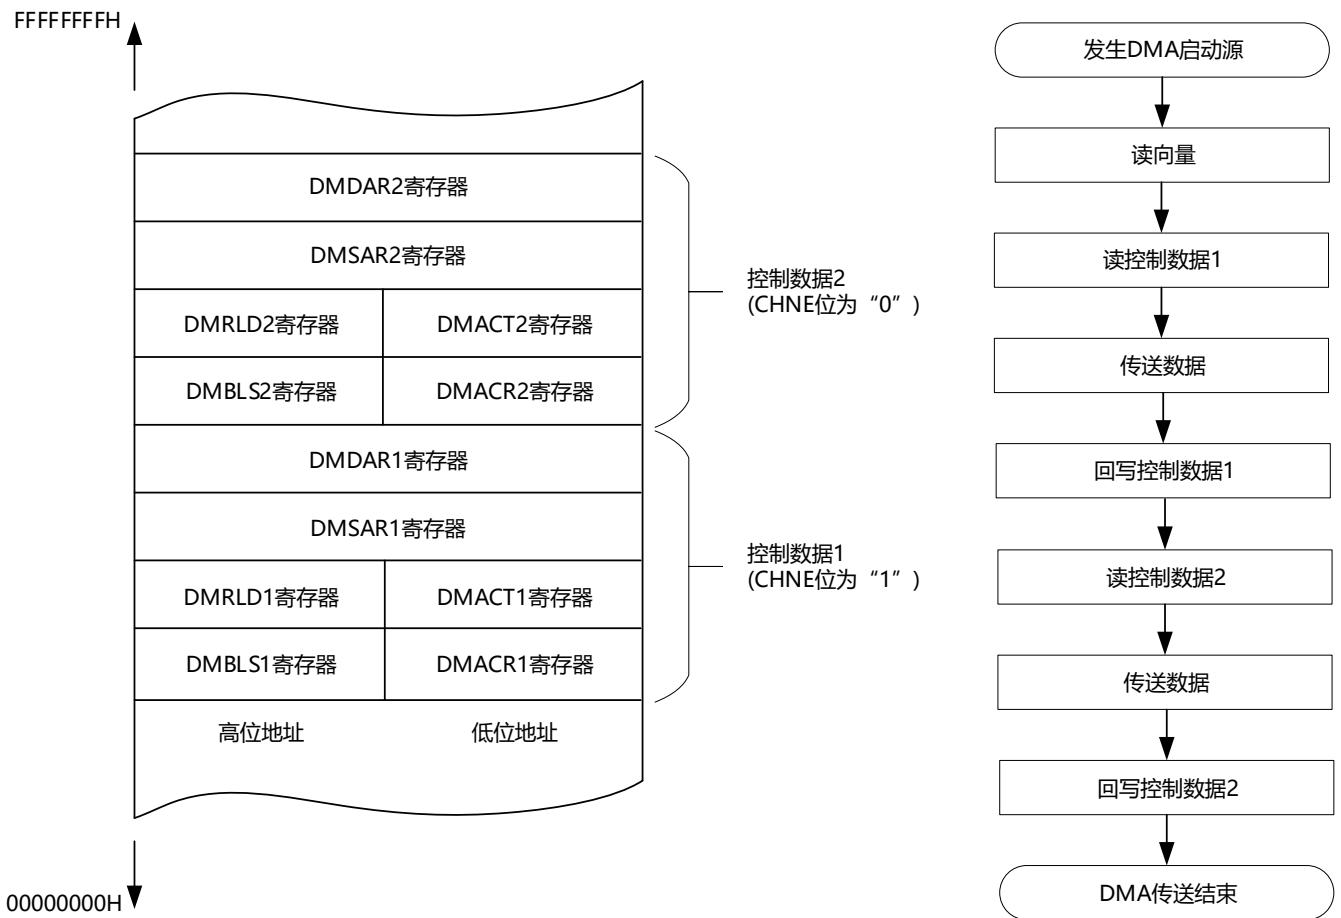 FFFFFFFFH
DMDAR2寄存器
DMSAR2寄存器
DMRLD2寄存器
DMACT2寄存器
DMBLS2寄存器
DMACR2寄存器
控制数据2
(CHNE位为“0”)
DMDAR1寄存器
DMSAR1寄存器
DMRLD1寄存器
DMACT1寄存器
DMBLS1寄存器
DMACR1寄存器
控制数据1
(CHNE位为“1”)
高位地址
低位地址
00000000H
发生DMA启动源
读向量
读控制数据1
传送数据
回写控制数据1
读控制数据2
传送数据
回写控制数据2
DMA传送结束